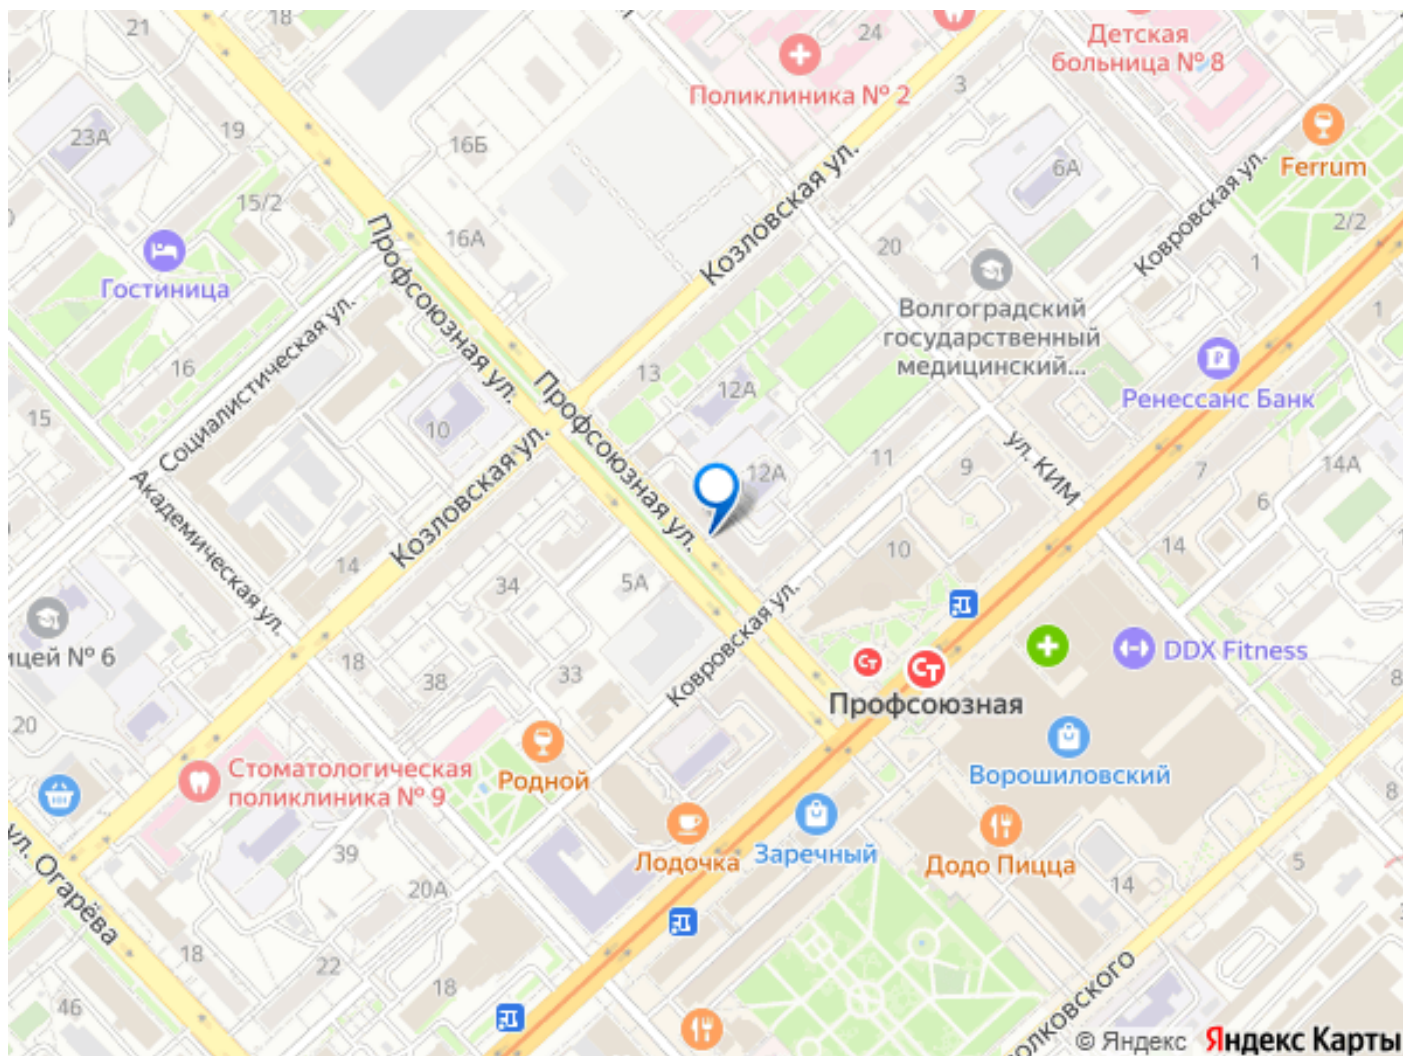 21
18
24
Детская
больница № 8
Поликлиника № 2
3
23А
19
16Б
Ferrum
6А
Козловская ул.
Ковровская ул.
15/2
2/2
16А
20
1
Гостиница
Профсоюзная ул.
Волгоградский
государственный
медицинский...
1
Социалистическая ул.
16
13
12А
Ренессанс Банк
15
10
Профсоюзная ул.
ул. КИМ
11
9
7
14А
12А
6
Академическая ул.
Козловская ул.
14
34
5А
10
14
ицей № 6
18
38
33
Ковровская ул.
Ст
Ст
DDX Fitness
Профсоюзная
8
20
Стоматологическая
поликлиника № 9
Родной
Ворошиловский
8
ул. Огарёва
39
Лодочка
Заречный
Додо Пицца
5
20А
14
18
22
18
46
олковского
© Яндекс
Яндекс Карты